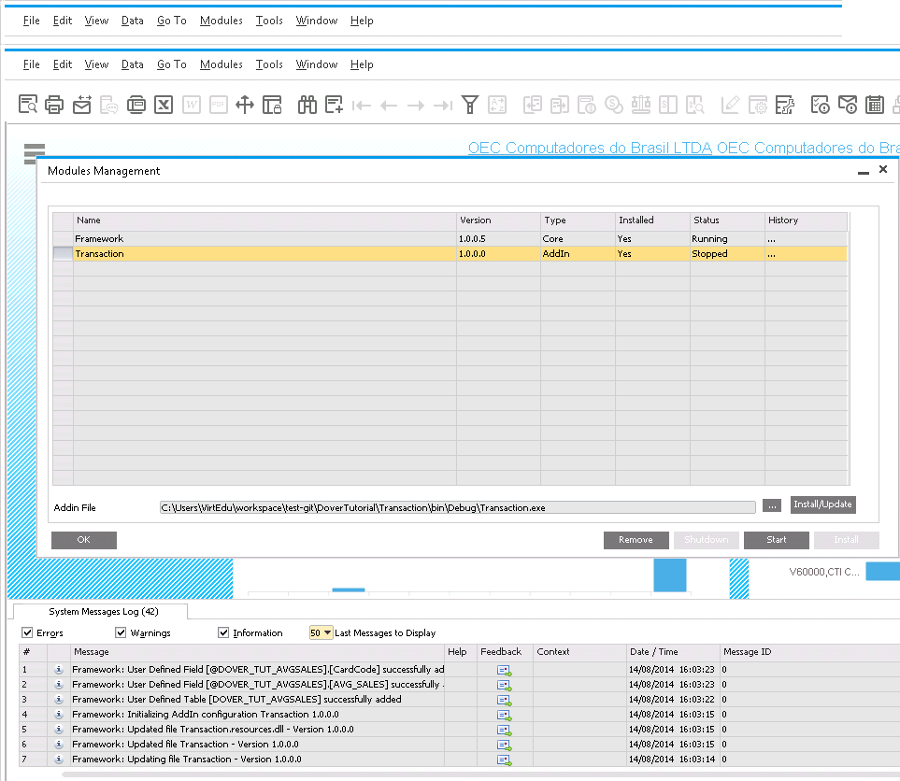 File Edit View Data Go To Modules Tools Window Help
File Edit View Data Go To Modules Tools Window Help
OEC Computadores do Brasil LTDA OEC Computadores do Bra
Modules Management
Name Version Type Installed Status History
Framework 1.0.0.5 Core Yes Running ...
Transaction 1.0.0.0 AddIn Yes Stopped ...
Addin File C:\Users\VirtEdu\workspace\test-git\DoverTutorial\Transaction\bin\Debug\Transaction.exe ... Install/Update
OK Remove Shutdown Start Install
V60000,CTI C...
System Messages Log (42)
Errors Warnings Information 50 Last Messages to Display
# Message Help Feedback Context Date / Time Message ID
1 Framework: User Defined Field [@DOVER_TUT_AVGSALES].[CardCode] successfully ad 14/08/2014 16:03:23 0
2 Framework: User Defined Field [@DOVER_TUT_AVGSALES].[AVG_SALES] successfully 14/08/2014 16:03:23 0
3 Framework: User Defined Table [DOVER_TUT_AVGSALES] successfully added 14/08/2014 16:03:22 0
4 Framework: Initializing AddIn configuration Transaction 1.0.0.0 14/08/2014 16:03:15 0
5 Framework: Updated file Transaction.resources.dll - Version 1.0.0.0 14/08/2014 16:03:15 0
6 Framework: Updated file Transaction - Version 1.0.0.0 14/08/2014 16:03:15 0
7 Framework: Updating file Transaction - Version 1.0.0.0 14/08/2014 16:03:14 0